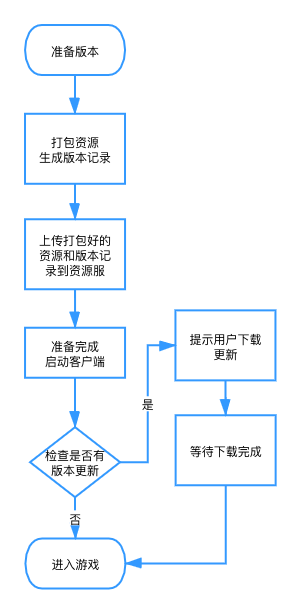 准备版本
打包资源
生成版本记录
上传打包好的
资源和版本记
录到资源服
准备完成
启动客户端
检查是否有
版本更新
是
提示用户下载
更新
等待下载完成
否
进入游戏